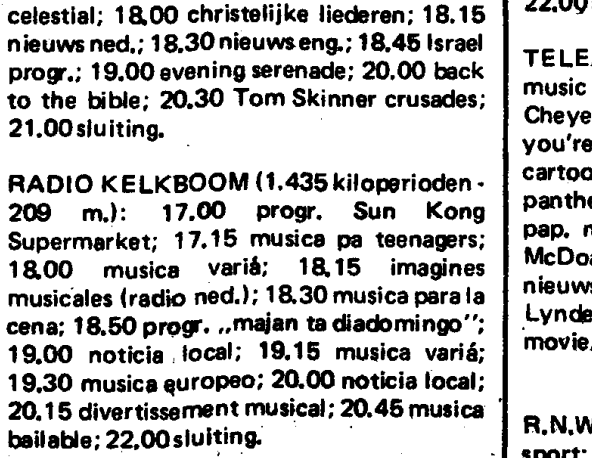 celestial; 18.00 christelijke liederen; 18.15
nieuws ned.; 18.30 nieuws eng.; 18.45 Israel
progr.; 19.00 evening serenade; 20.00 back
to the bible; 20.30 Tom Skinner crusades;
21.00 sluiting.
RADIO KELKBOOM (1.435 kiloperioden -
209 m.): 17.00 progr. Sun Kong
Supermarket; 17.15 musica pa teenagers;
18.00 musica variá; 18.15 imagines
musicales (radio ned.); 18.30 musica para la
cena; 18.50 progr. ,,majan ta diadomingo";
19.00 noticia local; 19.15 musica variá;
19.30 musica europeo; 20.00 noticia local;
20.15 divertissement musical; 20.45 musica
bailable; 22.00 sluiting.
22.00
TELE
music
Cheye
you're
cartoo
panthe
pap. n
McDoa
nieuws
Lynde
movie.
R.N.W
sport;